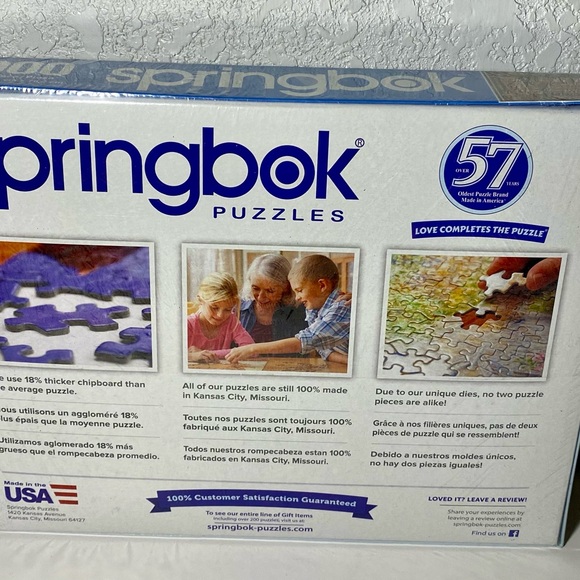 springbok
pringbok®
PUZZLES
OVER
57
YEARS
Oldest Puzzle Brand
Made in America
LOVE COMPLETES THE PUZZLE
e use 18% thicker chipboard than
e average puzzle.
ous utilisons un aggloméré 18%
lus épais que la moyenne puzzle.
Utilizamos aglomerado 18% más
grueso que el rompecabeza promedio.
All of our puzzles are still 100% made
in Kansas City, Missouri.
Toutes nos puzzles sont toujours 100%
fabriqué aux Kansas City, Missouri.
Todos nuestros rompecabeza estan 100%
fabricados en Kansas City, Missouri.
Due to our unique dies, no two puzzle
pieces are alike!
Grâce à nos filières uniques, pas de deux
pièces de puzzle qui se ressemblent!
Debido a nuestros moldes únicos,
no hay dos piezas iguales!
Made in the
USA
Springbok Puzzles
1420 Kansas Avenue
Kansas City, Missouri 64127
100% Customer Satisfaction Guaranteed
To see our entire line of Gift Items
including over 200 puzzles, visit us at:
springbok-puzzles.com
LOVED IT? LEAVE A REVIEW!
Share your experiences by
leaving a review online at
springbok-puzzles.com
Find us on f